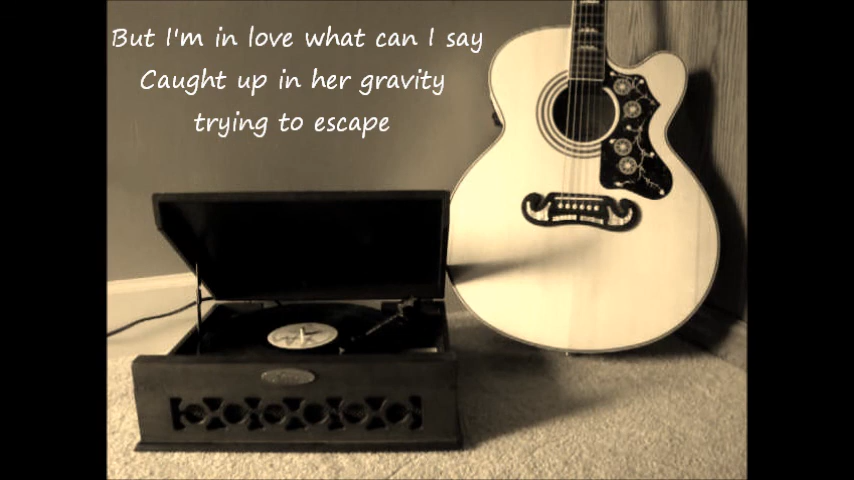 But I'm in love what can I say
Caught up in her gravity
trying to escape